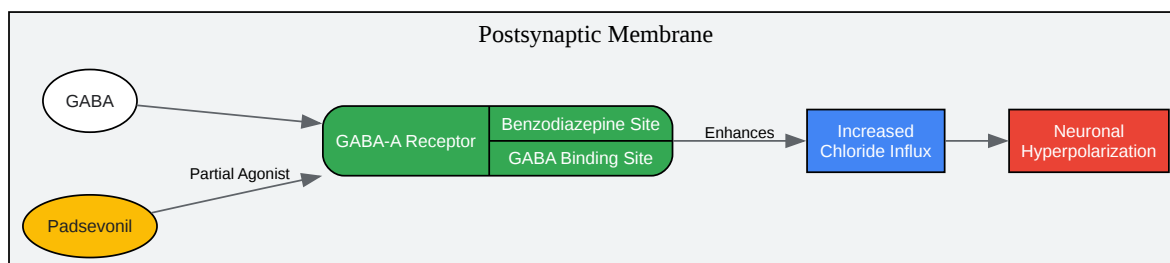 Postsynaptic Membrane
GABA
Padsevonil
Partial Agonist
GABA-A Receptor
Benzodiazepine Site
GABA Binding Site
Enhances
Increased
Chloride Influx
Neuronal
Hyperpolarization